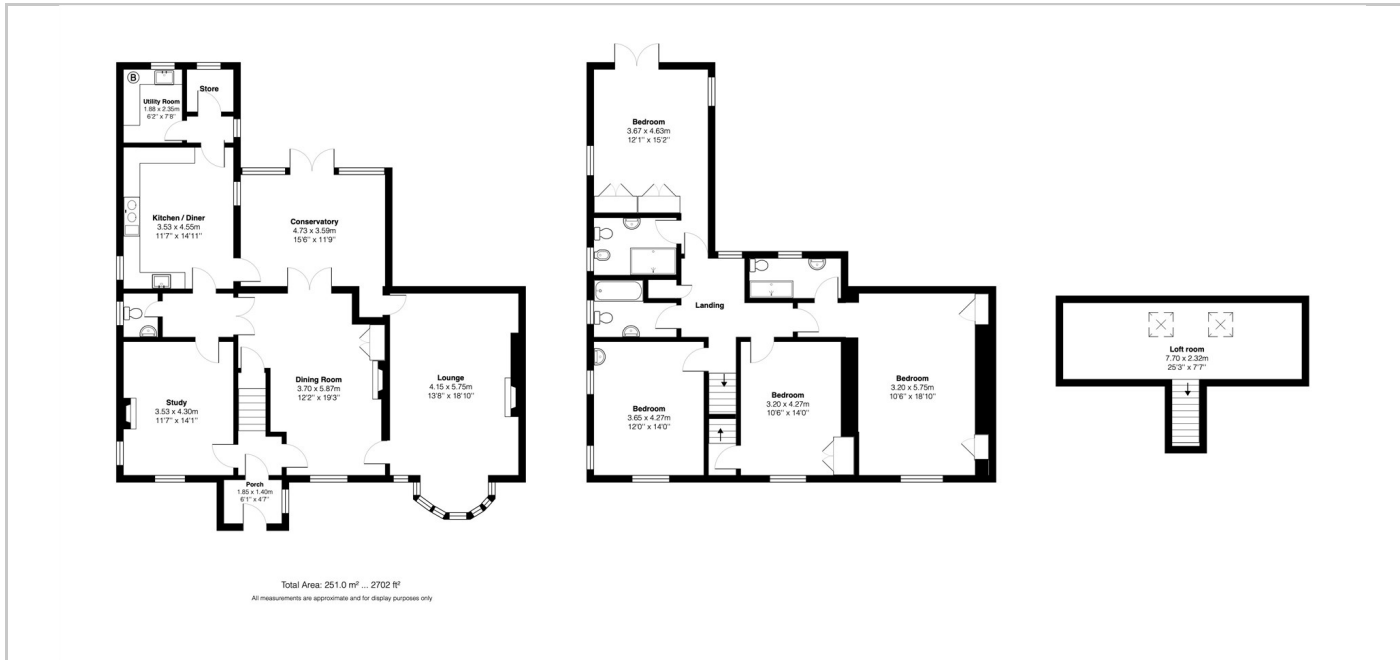 B
Utility Room
1.88 x 2.35m
6'2" x 7'8"
Store
Kitchen / Diner
3.53 x 4.55m
11'7" x 14'11"
Conservatory
4.73 x 3.59m
15'6" x 11'9"
Study
3.53 x 4.30m
11'7" x 14'1"
Dining Room
3.70 x 5.87m
12'2" x 19'3"
Lounge
4.15 x 5.75m
13'8" x 18'10"
Porch
1.85 x 1.40m
6'1" x 4'7"
Bedroom
3.67 x 4.63m
12'1" x 15'2"
Landing
Bedroom
3.65 x 4.27m
12'0" x 14'0"
Bedroom
3.20 x 4.27m
10'6" x 14'0"
Bedroom
3.20 x 5.75m
10'6" x 18'10"
Loft room
7.70 x 2.32m
25'3" x 7'7"
Total Area: 251.0 m² ... 2702 ft²
All measurements are approximate and for display purposes only